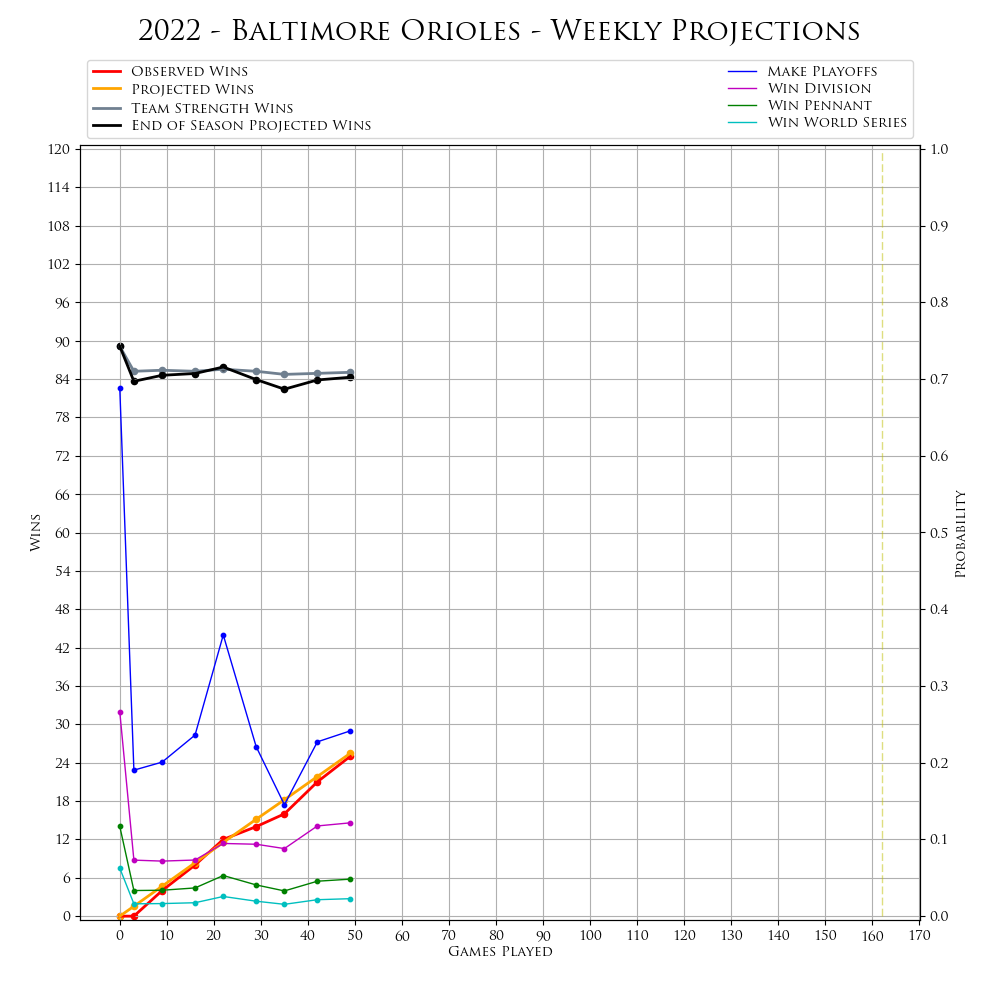 2022 - Baltimore Orioles - Weekly Projections
Observed Wins
Projected Wins
Team Strength Wins
End of Season Projected Wins
Make Playoffs
Win Division
Win Pennant
Win World Series
120
114
108
102
96
90
84
78
72
66
60
54
48
42
36
30
24
18
12
6
0
Wins
1.0
0.9
0.8
0.7
0.6
0.5
0.4
0.3
0.2
0.1
0.0
Probability
0 10 20 30 40 50 60 70 80 90 100 110 120 130 140 150 160 170
Games Played